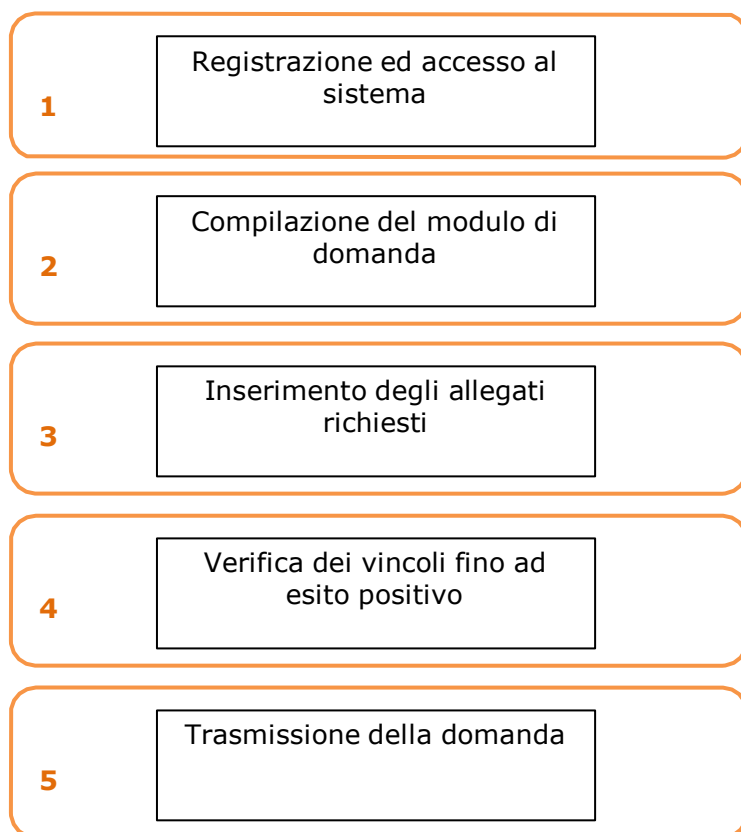 1
Registrazione ed accesso al
sistema
2
Compilazione del modulo di
domanda
3
Inserimento degli allegati
richiesti
4
Verifica dei vincoli fino ad
esito positivo
5
Trasmissione della domanda